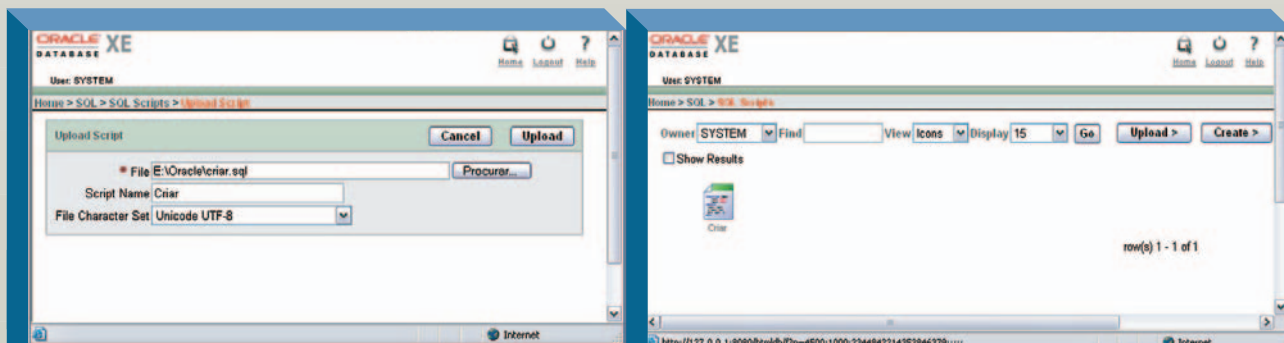 ORACLE XE
DATABASE
Home Logout Help
User: SYSTEM
Home > SQL > SQL Scripts > Upload Script
Upload Script
Cancel
Upload
* File E:\Oracle\criar.sql Procurar...
Script Name Criar
File Character Set Unicode UTF-8
Internet
ORACLE XE
DATABASE
Home Logout Help
User: SYSTEM
Home > SQL > SQL Scripts
Owner SYSTEM Find View Icons Display 15 Go Upload > Create >
Show Results
Criar
row(s) 1 - 1 of 1
Internet